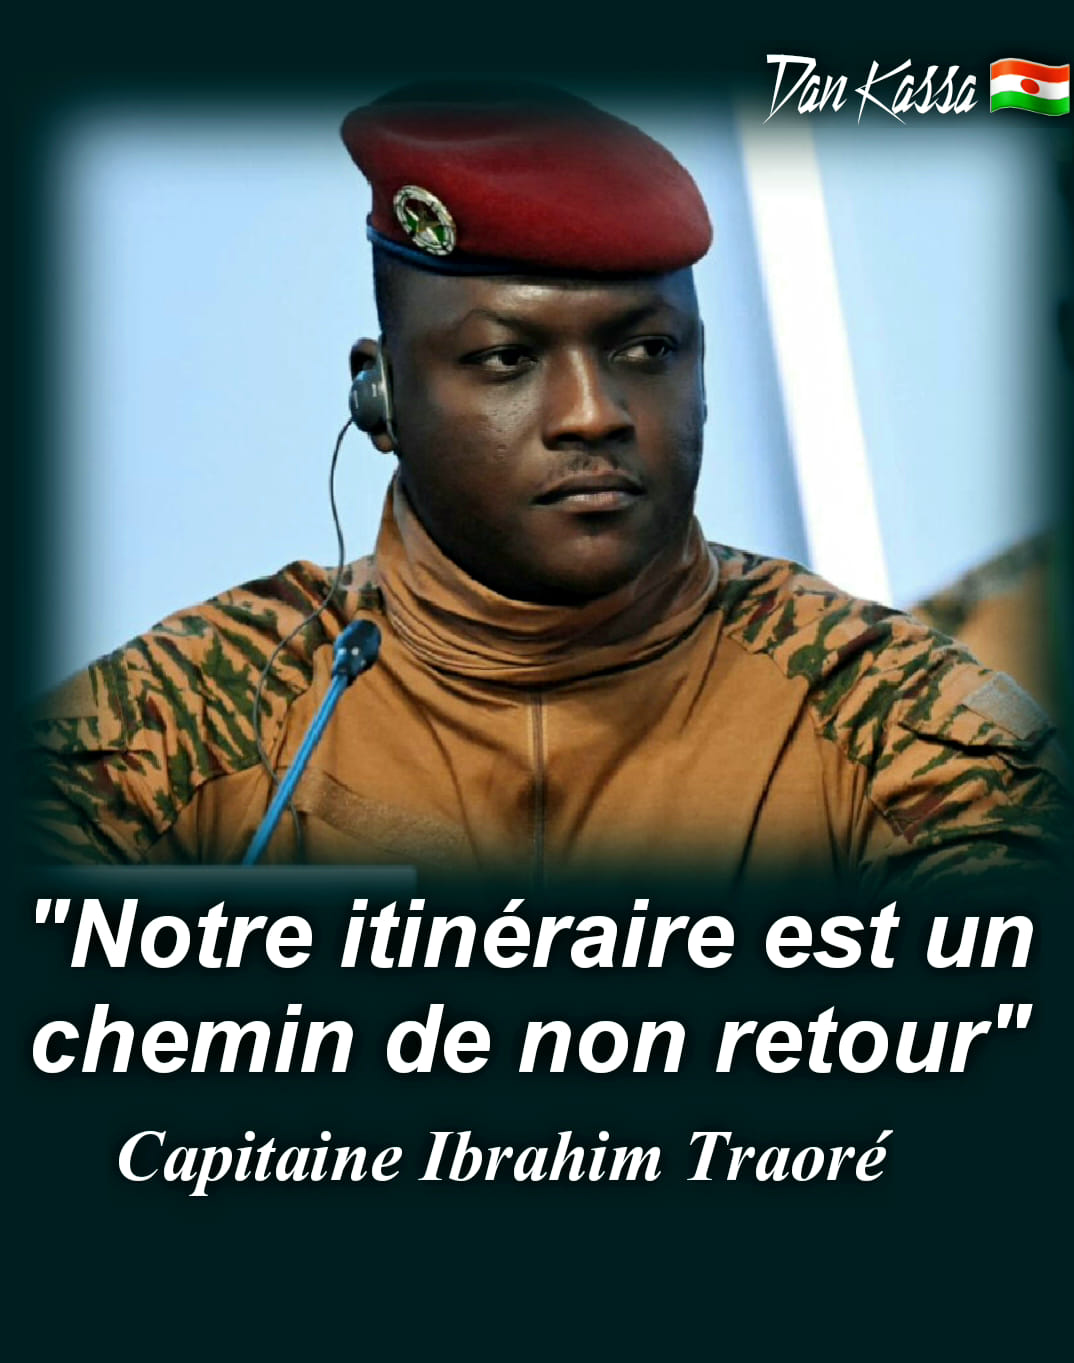 Dan Kassa
"Notre itinéraire est un
chemin de non retour"
Capitaine Ibrahim Traoré